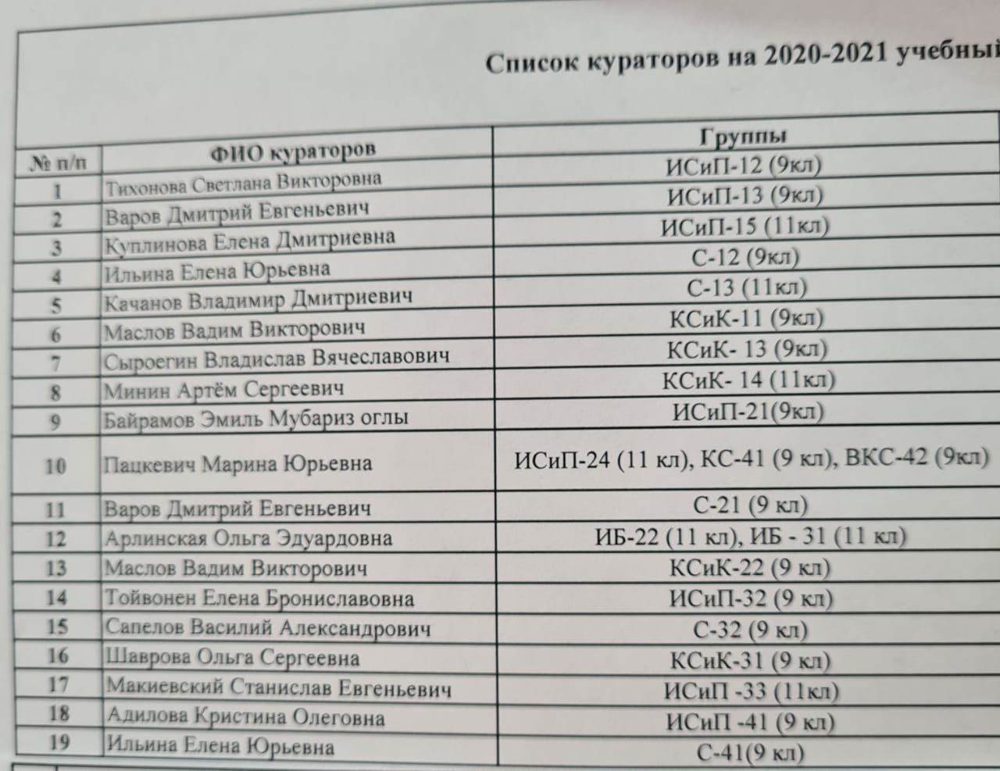 Список кураторов на 2020-2021 учебный
№ п/п ФИО кураторов Группы
1 Тихонова Светлана Викторовна ИСиП-12 (9кл)
2 Варов Дмитрий Евгеньевич ИСиП-13 (9кл)
3 Куплинова Елена Дмитриевна ИСиП-15 (11кл)
4 Ильина Елена Юрьевна С-12 (9кл)
5 Качанов Владимир Дмитриевич С-13 (11кл)
6 Маслов Вадим Викторович КСиК-11 (9кл)
7 Сыроегин Владислав Вячеславович КСиК- 13 (9кл)
8 Минин Артём Сергеевич КСиК- 14 (11кл)
9 Байрамов Эмиль Мубариз оглы ИСиП-21(9кл)
10 Пацкевич Марина Юрьевна ИСиП-24 (11 кл), КС-41 (9 кл), ВКС-42 (9кл)
11 Варов Дмитрий Евгеньевич С-21 (9 кл)
12 Арлинская Ольга Эдуардовна ИБ-22 (11 кл), ИБ - 31 (11 кл)
13 Маслов Вадим Викторович КСиК-22 (9 кл)
14 Тойвонен Елена Брониславовна ИСиП-32 (9 кл)
15 Сапелов Василий Александрович С-32 (9 кл)
16 Шаврова Ольга Сергеевна КСиК-31 (9 кл)
17 Макиевский Станислав Евгеньевич ИСиП -33 (11кл)
18 Адилова Кристина Олеговна ИСиП -41 (9 кл)
19 Ильина Елена Юрьевна С-41(9 кл)